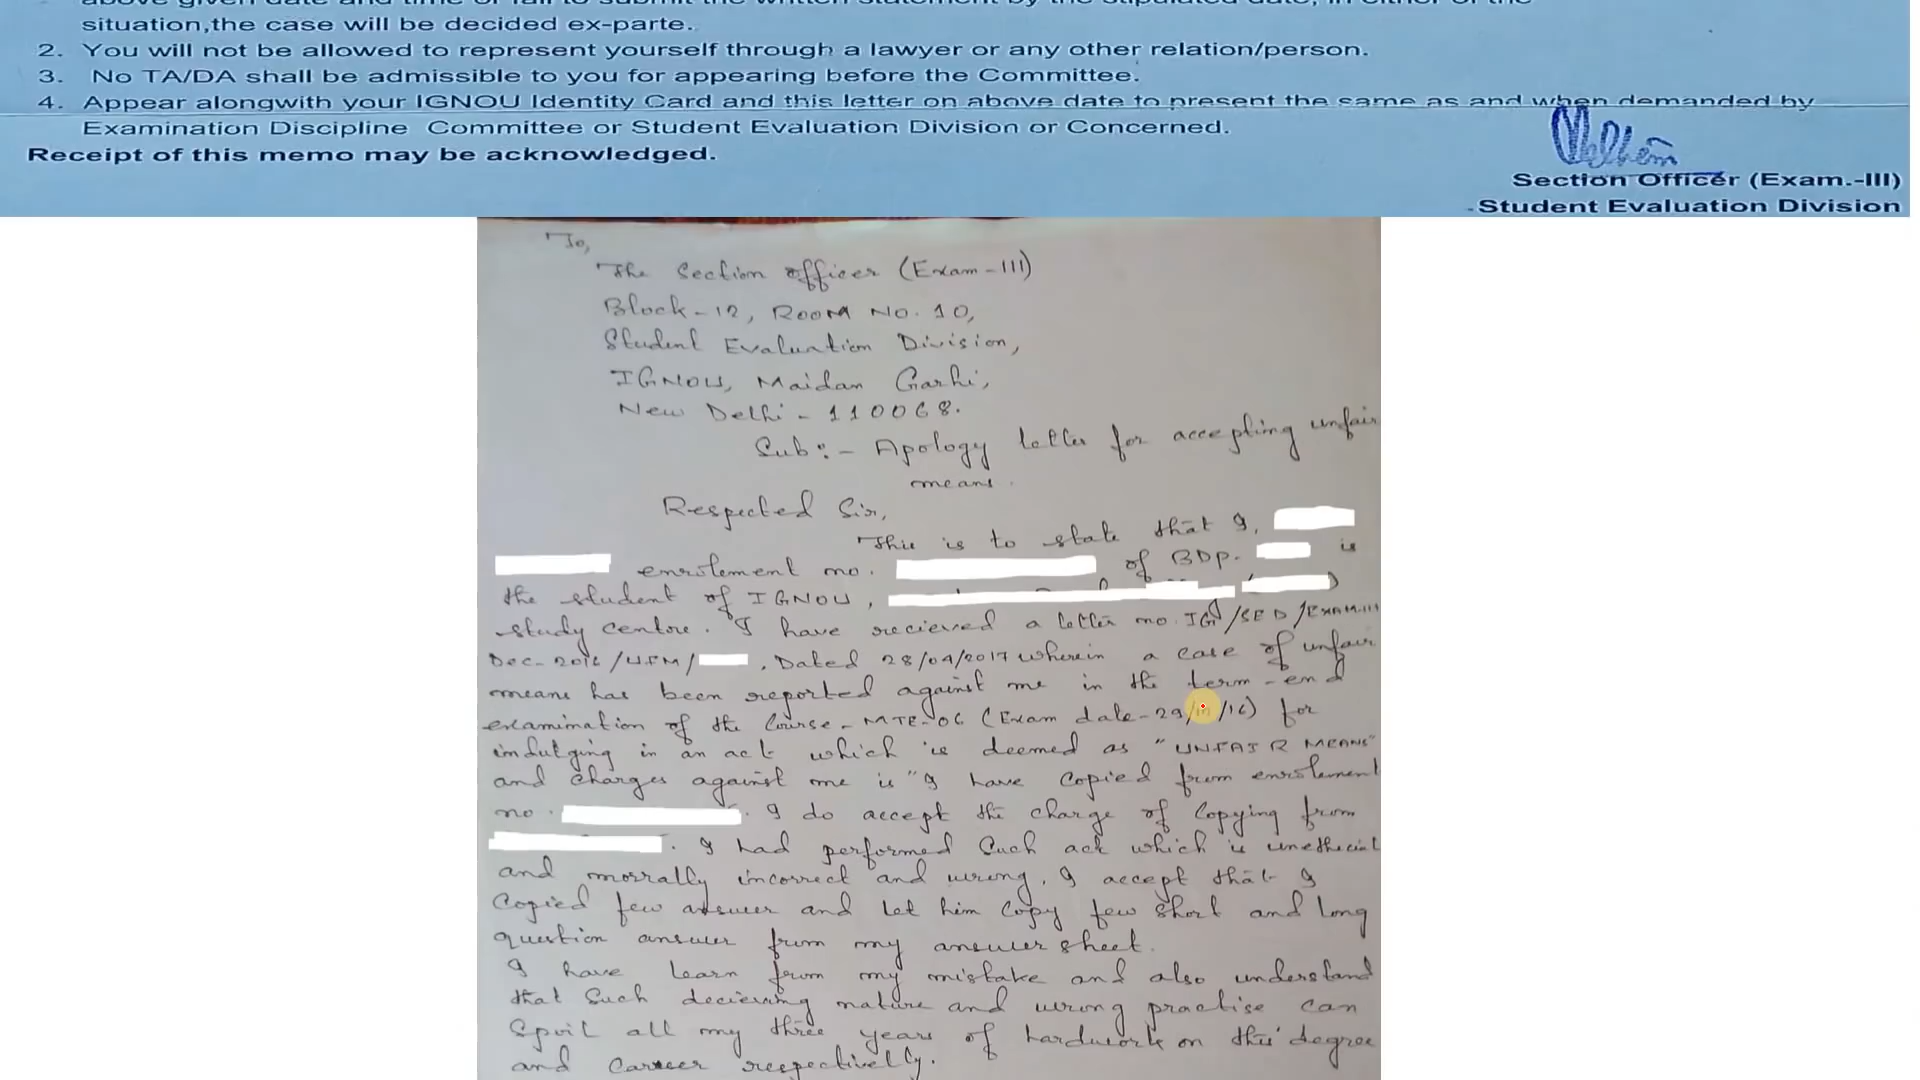 situation,the case will be decided ex-parte.
2. You will not be allowed to represent yourself through a lawyer or any other relation/person.
3. No TA/DA shall be admissible to you for appearing before the Committee.
4. Appear alongwith your IGNOU Identity Card and this letter on above date to present the same as and when demanded by
Examination Discipline Committee or Student Evaluation Division or Concerned.
Receipt of this memo may be acknowledged.
Section Officer (Exam.-III)
Student Evaluation Division
To,
The Section officer (Exam-III)
Block-12, ROOM NO. 10,
Student Evaluation Division,
IGNOU, Maidan Garhi,
New Delhi - 110068.
Sub:- Apology letter for accepting unfair
means.
Respected Sir,
This is to state that I,
enrolement no. of BDP. is
the student of IGNOU,
study centre. I have recieved a letter no. IG/SED/EXAM-III
Dec-2016/UFM/ , Dated 28/04/2017 wherein a case of unfair
means has been reported against me in the term-end
examination of the Course-MTE-06 (Exam date-29/ /16) for
indulging in an act which is deemed as "UNFAIR MEANS"
and charges against me is "I have copied from enrolement
no. . I do accept the charge of copying from
. I had performed such act which is unethecial
and morrally incorrect and wrong. I accept that I
copied few answer and let him copy few short and long
question answer from my answer sheet.
I have learn from my mistake and also understand
that such decieving nature and wrong practise can
spoil all my three years of hardwork on this degree
and career respectively.